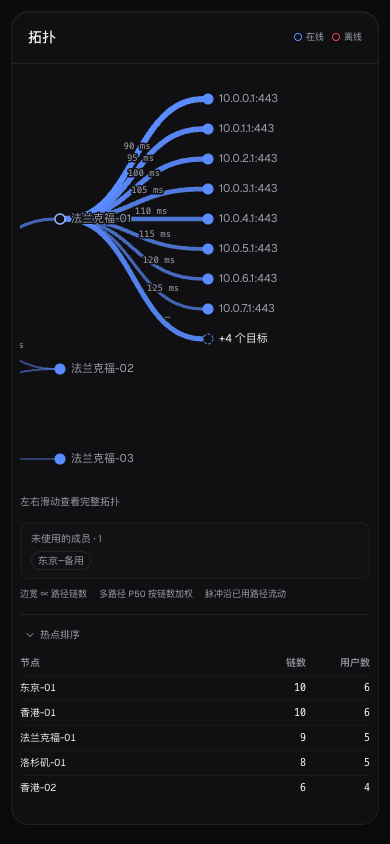 拓扑
在线 离线
10.0.0.1:443
10.0.1.1:443
90 ms
95 ms
10.0.2.1:443
100 ms
10.0.3.1:443
105 ms
法兰克福-01
110 ms
10.0.4.1:443
115 ms
10.0.5.1:443
120 ms
10.0.6.1:443
125 ms
10.0.7.1:443
–
+4 个目标
s
法兰克福-02
法兰克福-03
左右滑动查看完整拓扑
未使用的成员 · 1
东京-备用
边宽 ∝ 路径链数 多路径 P50 按链数加权 脉冲沿已用路径流动
热点排序
节点 链数 用户数
东京-01 10 6
香港-01 10 6
法兰克福-01 9 5
洛杉矶-01 8 5
香港-02 6 4